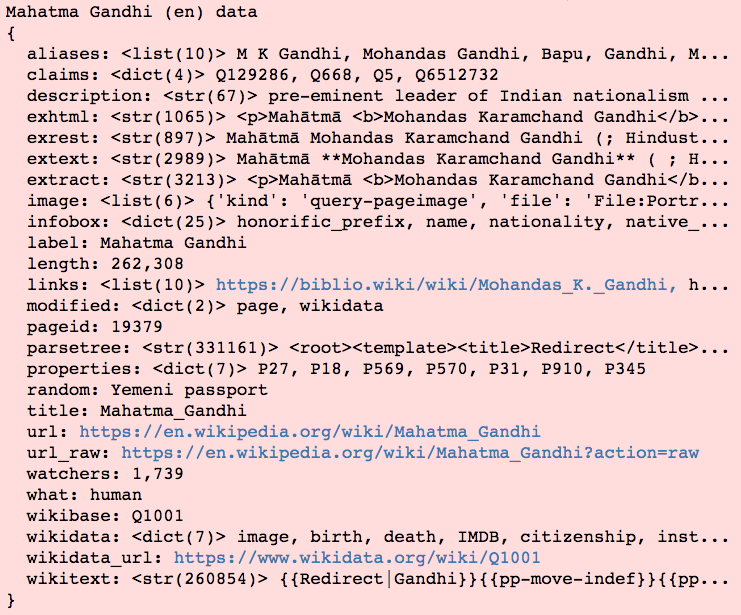 Mahatma Gandhi (en) data
{
  aliases: <list(10)> M K Gandhi, Mohandas Gandhi, Bapu, Gandhi, M...
  claims: <dict(4)> Q129286, Q668, Q5, Q6512732
  description: <str(67)> pre-eminent leader of Indian nationalism ...
  exhtml: <str(1065)> <p>Mahātmā <b>Mohandas Karamchand Gandhi</b>...
  exrest: <str(897)> Mahātmā Mohandas Karamchand Gandhi (; Hindust...
  extext: <str(2989)> Mahātmā **Mohandas Karamchand Gandhi** ( ; H...
  extract: <str(3213)> <p>Mahātmā <b>Mohandas Karamchand Gandhi</b...
  image: <list(6)> {'kind': 'query-pageimage', 'file': 'File:Portr...
  infobox: <dict(25)> honorific_prefix, name, nationality, native_...
  label: Mahatma Gandhi
  length: 262,308
  links: <list(10)> https://biblio.wiki/wiki/Mohandas_K._Gandhi, h...
  modified: <dict(2)> page, wikidata
  pageid: 19379
  parsetree: <str(331161)> <root><template><title>Redirect</title>...
  properties: <dict(7)> P27, P18, P569, P570, P31, P910, P345
  random: Yemeni passport
  title: Mahatma_Gandhi
  url: https://en.wikipedia.org/wiki/Mahatma_Gandhi
  url_raw: https://en.wikipedia.org/wiki/Mahatma_Gandhi?action=raw
  watchers: 1,739
  what: human
  wikibase: Q1001
  wikidata: <dict(7)> image, birth, death, IMDB, citizenship, inst...
  wikidata_url: https://www.wikidata.org/wiki/Q1001
  wikitext: <str(260854)> {{Redirect|Gandhi}}{{pp-move-indef}}{{pp...
}